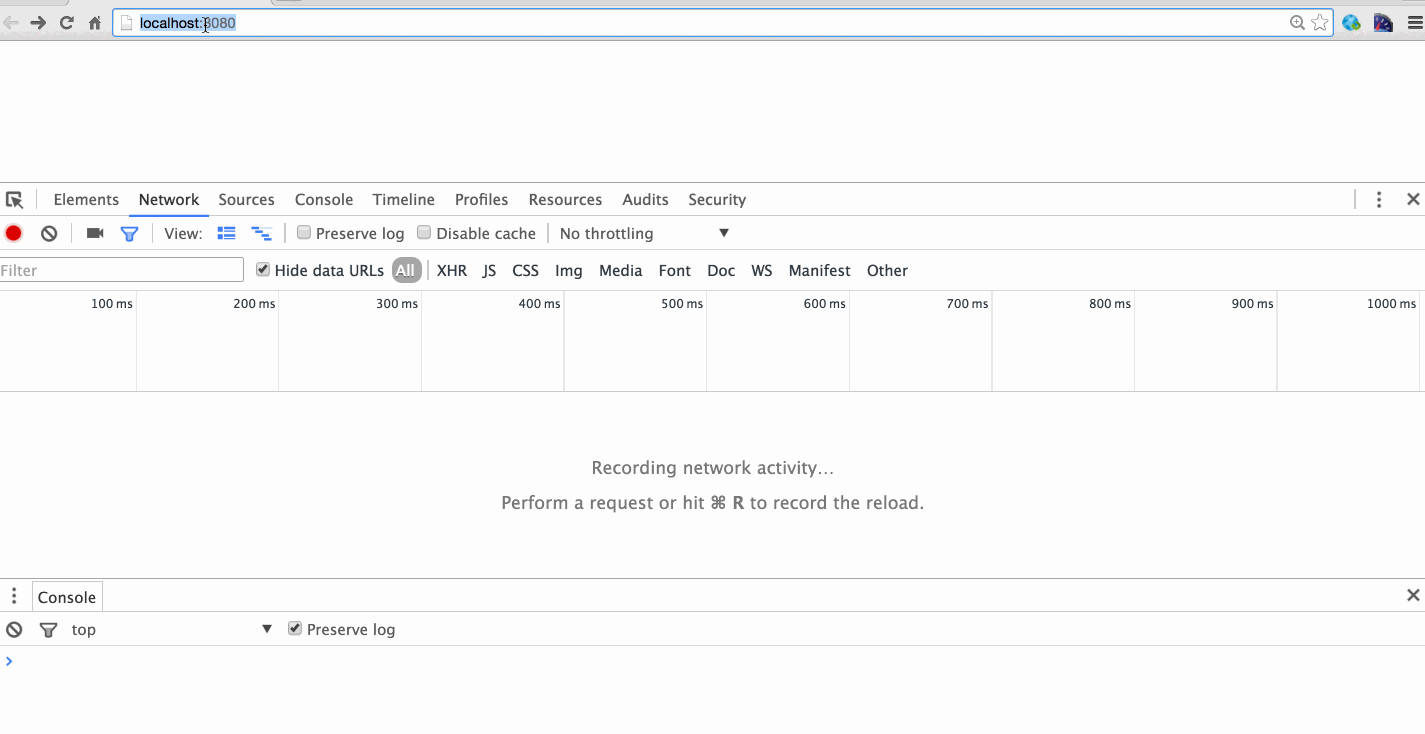 localhost:8080
Elements Network Sources Console Timeline Profiles Resources Audits Security
View: Preserve log Disable cache No throttling
Filter Hide data URLs All XHR JS CSS Img Media Font Doc WS Manifest Other
100 ms 200 ms 300 ms 400 ms 500 ms 600 ms 700 ms 800 ms 900 ms 1000 ms
Recording network activity…
Perform a request or hit ⌘ R to record the reload.
Console
top Preserve log